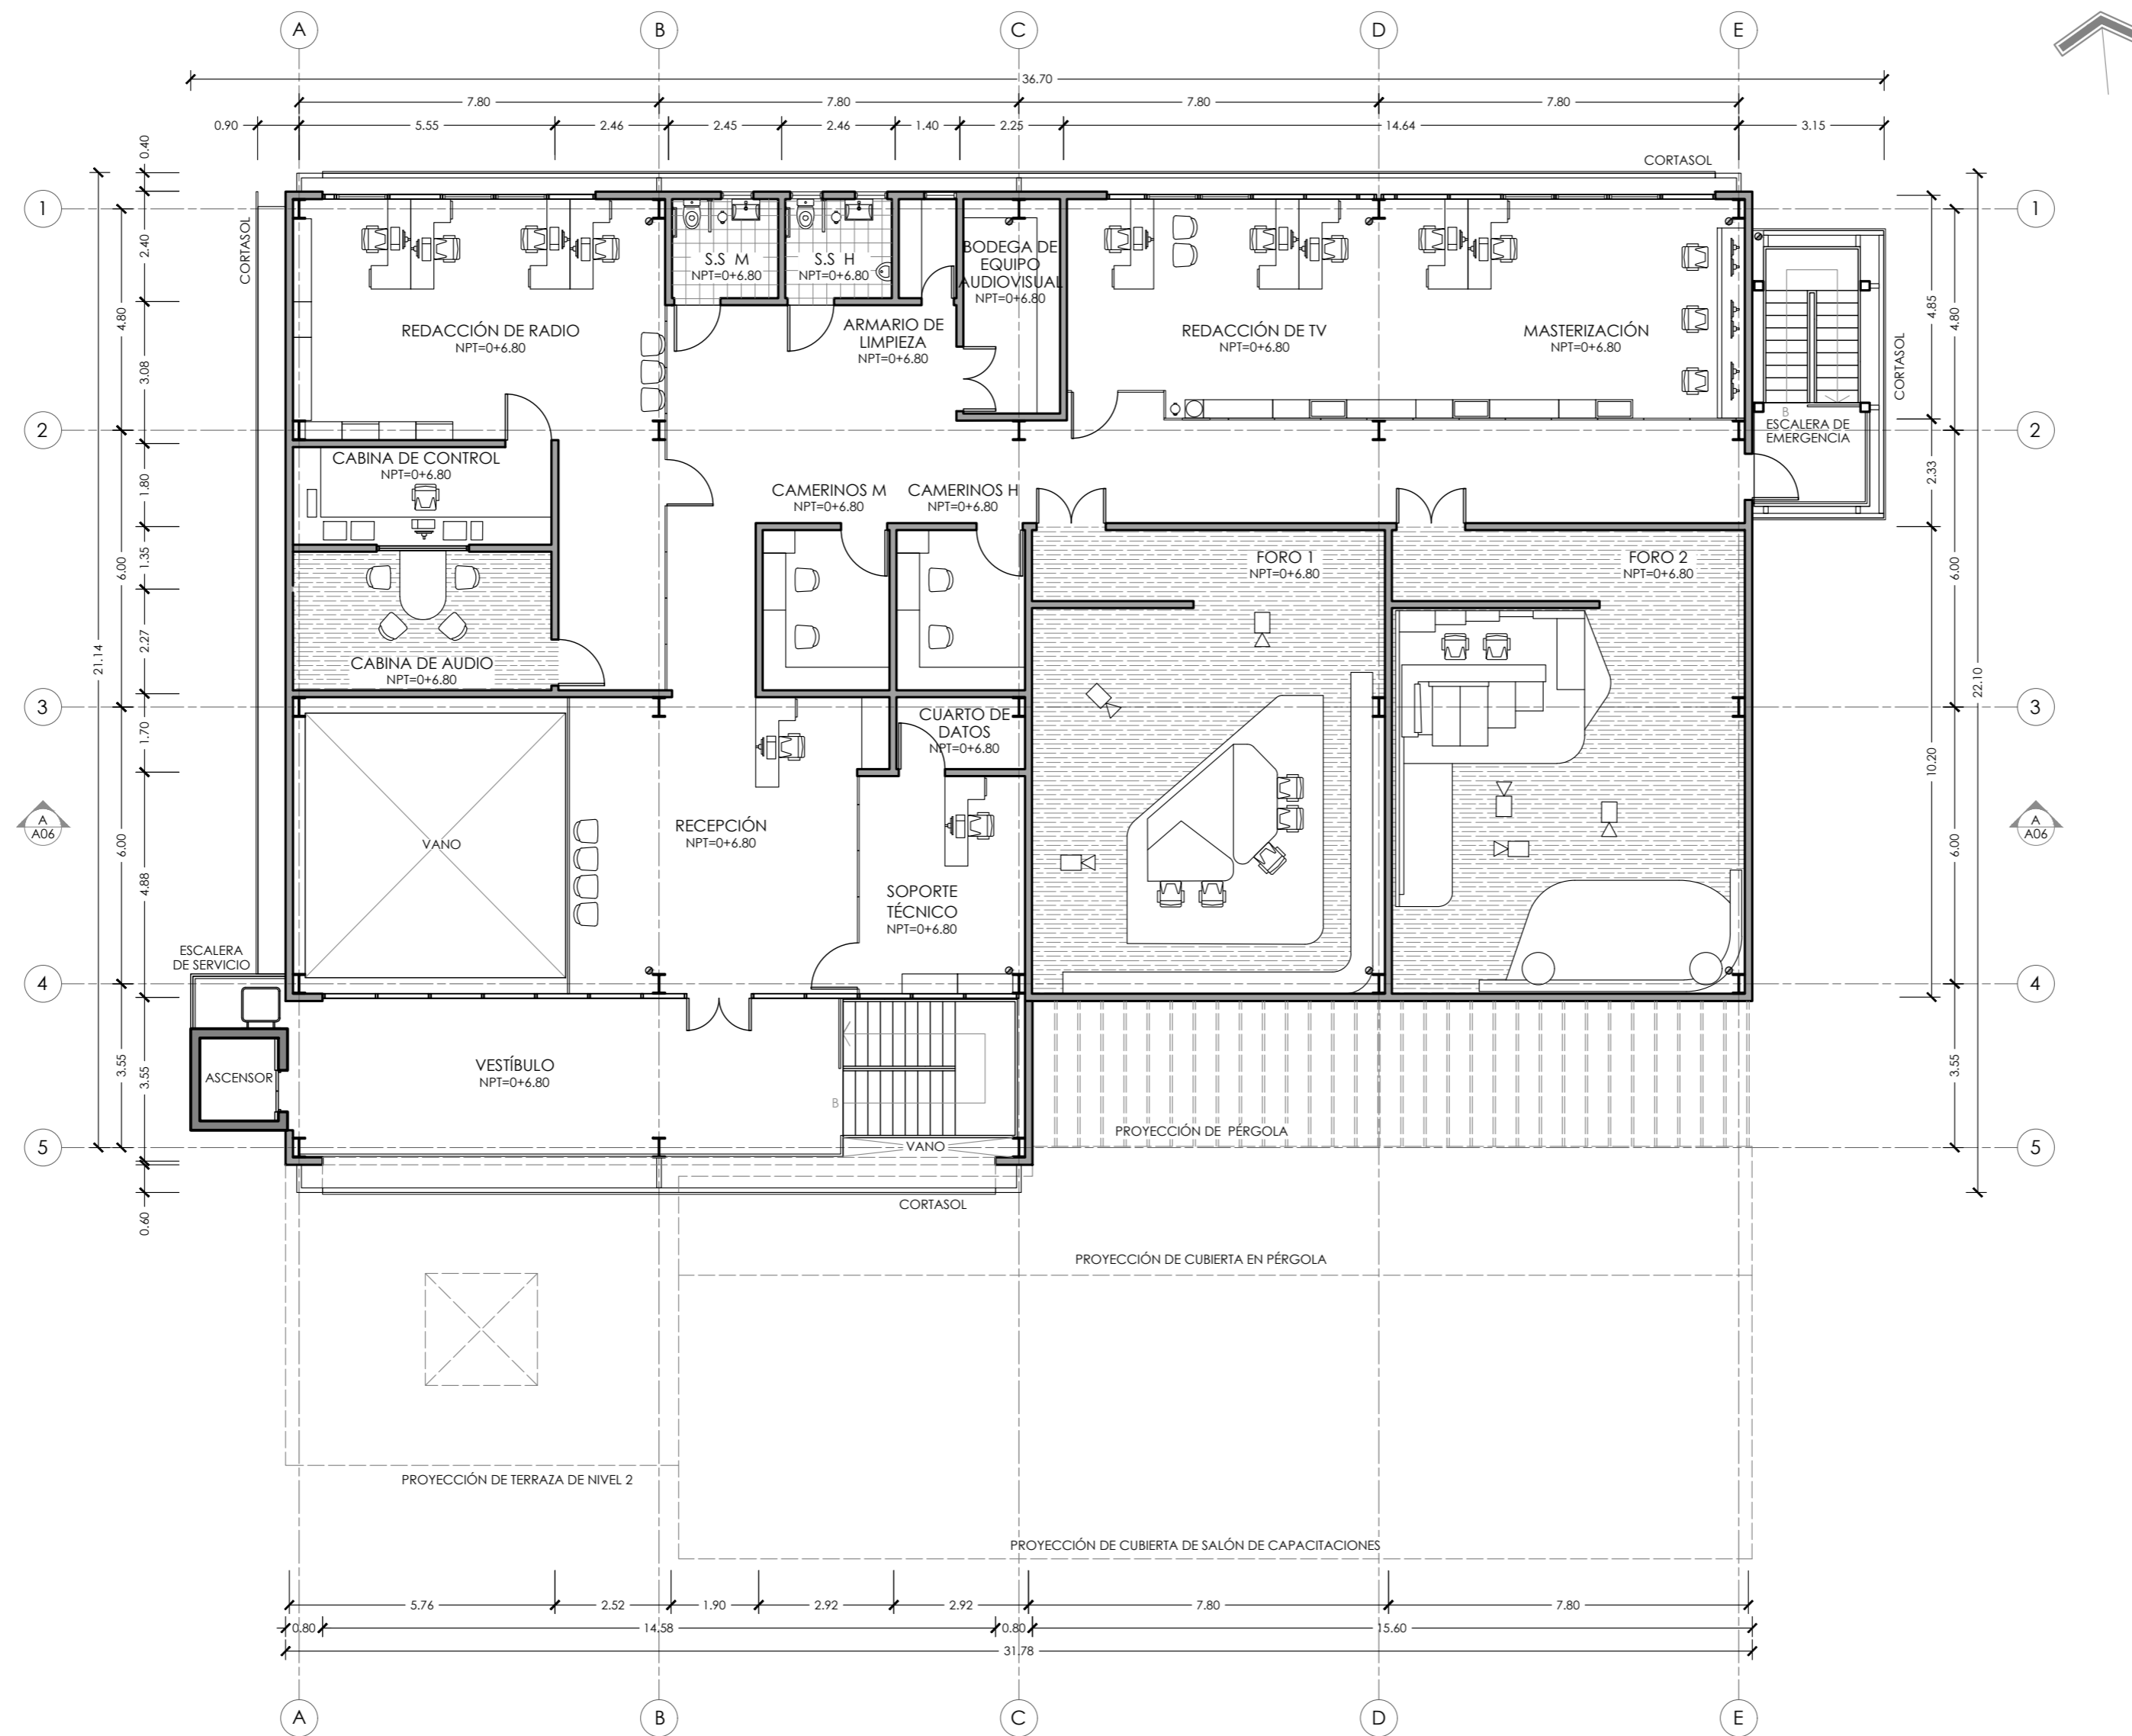 A B C D E
36.70
7.80 7.80 7.80 7.80
0.90 5.55 2.46 2.45 2.46 1.40 2.25 14.64 3.15
CORTASOL
0.40
2.40
3.08
1.80
1.35
2.27
1.70
4.88
3.55
0.60
4.80
6.00
6.00
3.55
21.14
1 1
2 2
3 3
4 4
5 5
CORTASOL
S.S M
NPT=0+6.80
S.S H
NPT=0+6.80
BODEGA DE
EQUIPO
AUDIOVISUAL
NPT=0+6.80
REDACCIÓN DE RADIO
NPT=0+6.80
ARMARIO DE
LIMPIEZA
NPT=0+6.80
REDACCIÓN DE TV
NPT=0+6.80
MASTERIZACIÓN
NPT=0+6.80
CORTASOL
B
ESCALERA DE
EMERGENCIA
4.85
2.33
10.20
4.80
6.00
6.00
3.55
22.10
CABINA DE CONTROL
NPT=0+6.80
CAMERINOS M
NPT=0+6.80
CAMERINOS H
NPT=0+6.80
FORO 1
NPT=0+6.80
FORO 2
NPT=0+6.80
CABINA DE AUDIO
NPT=0+6.80
CUARTO DE
DATOS
NPT=0+6.80
A
A06
VANO
RECEPCIÓN
NPT=0+6.80
A
A06
SOPORTE
TÉCNICO
NPT=0+6.80
ESCALERA
DE SERVICIO
ASCENSOR
VESTÍBULO
NPT=0+6.80
B
VANO
PROYECCIÓN DE PÉRGOLA
CORTASOL
PROYECCIÓN DE CUBIERTA EN PÉRGOLA
PROYECCIÓN DE TERRAZA DE NIVEL 2
PROYECCIÓN DE CUBIERTA DE SALÓN DE CAPACITACIONES
5.76 2.52 1.90 2.92 2.92 7.80 7.80
0.80 14.58 0.80 15.60
31.78
A B C D E